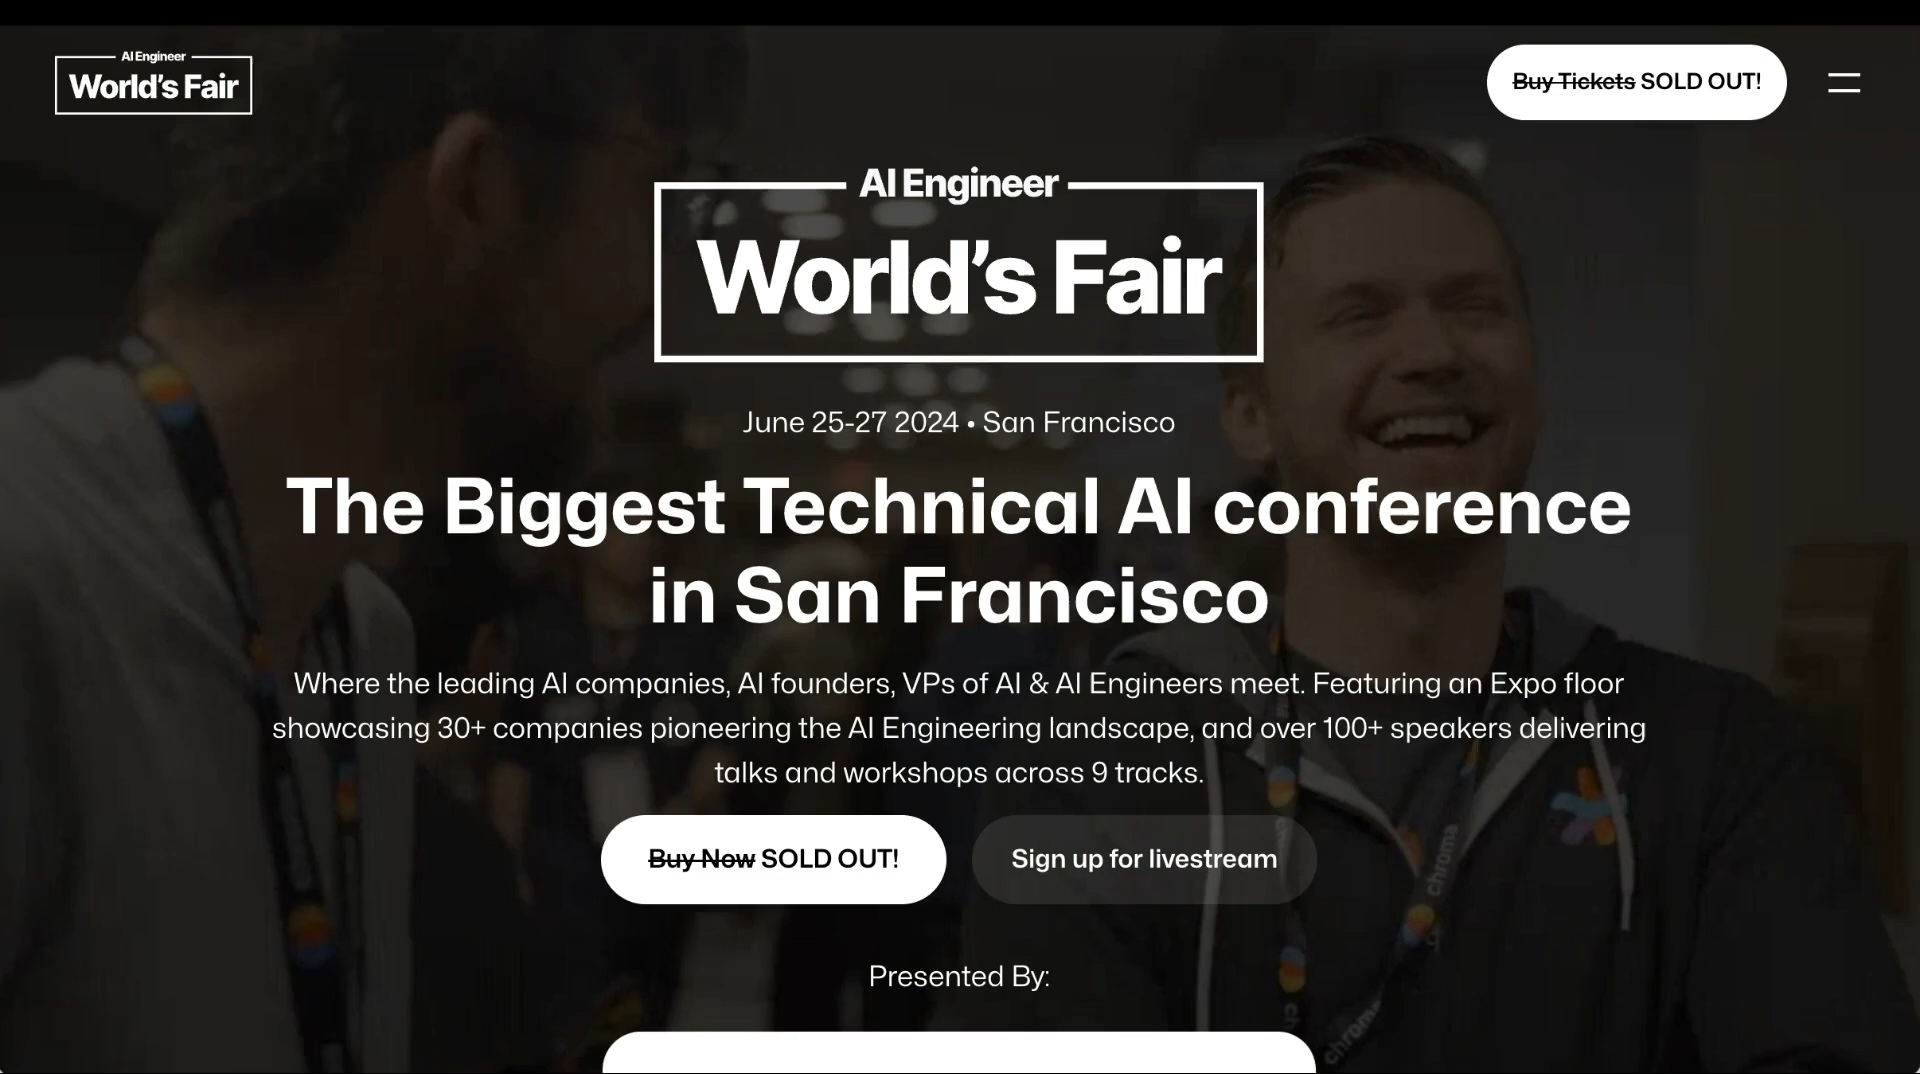 AI Engineer
World's Fair
Buy Tickets SOLD OUT!
AI Engineer
World's Fair
June 25-27 2024 • San Francisco
The Biggest Technical AI conference
in San Francisco
Where the leading AI companies, AI founders, VPs of AI & AI Engineers meet. Featuring an Expo floor
showcasing 30+ companies pioneering the AI Engineering landscape, and over 100+ speakers delivering
talks and workshops across 9 tracks.
Buy Now SOLD OUT!
Sign up for livestream
chroma
chroma
Presented By: